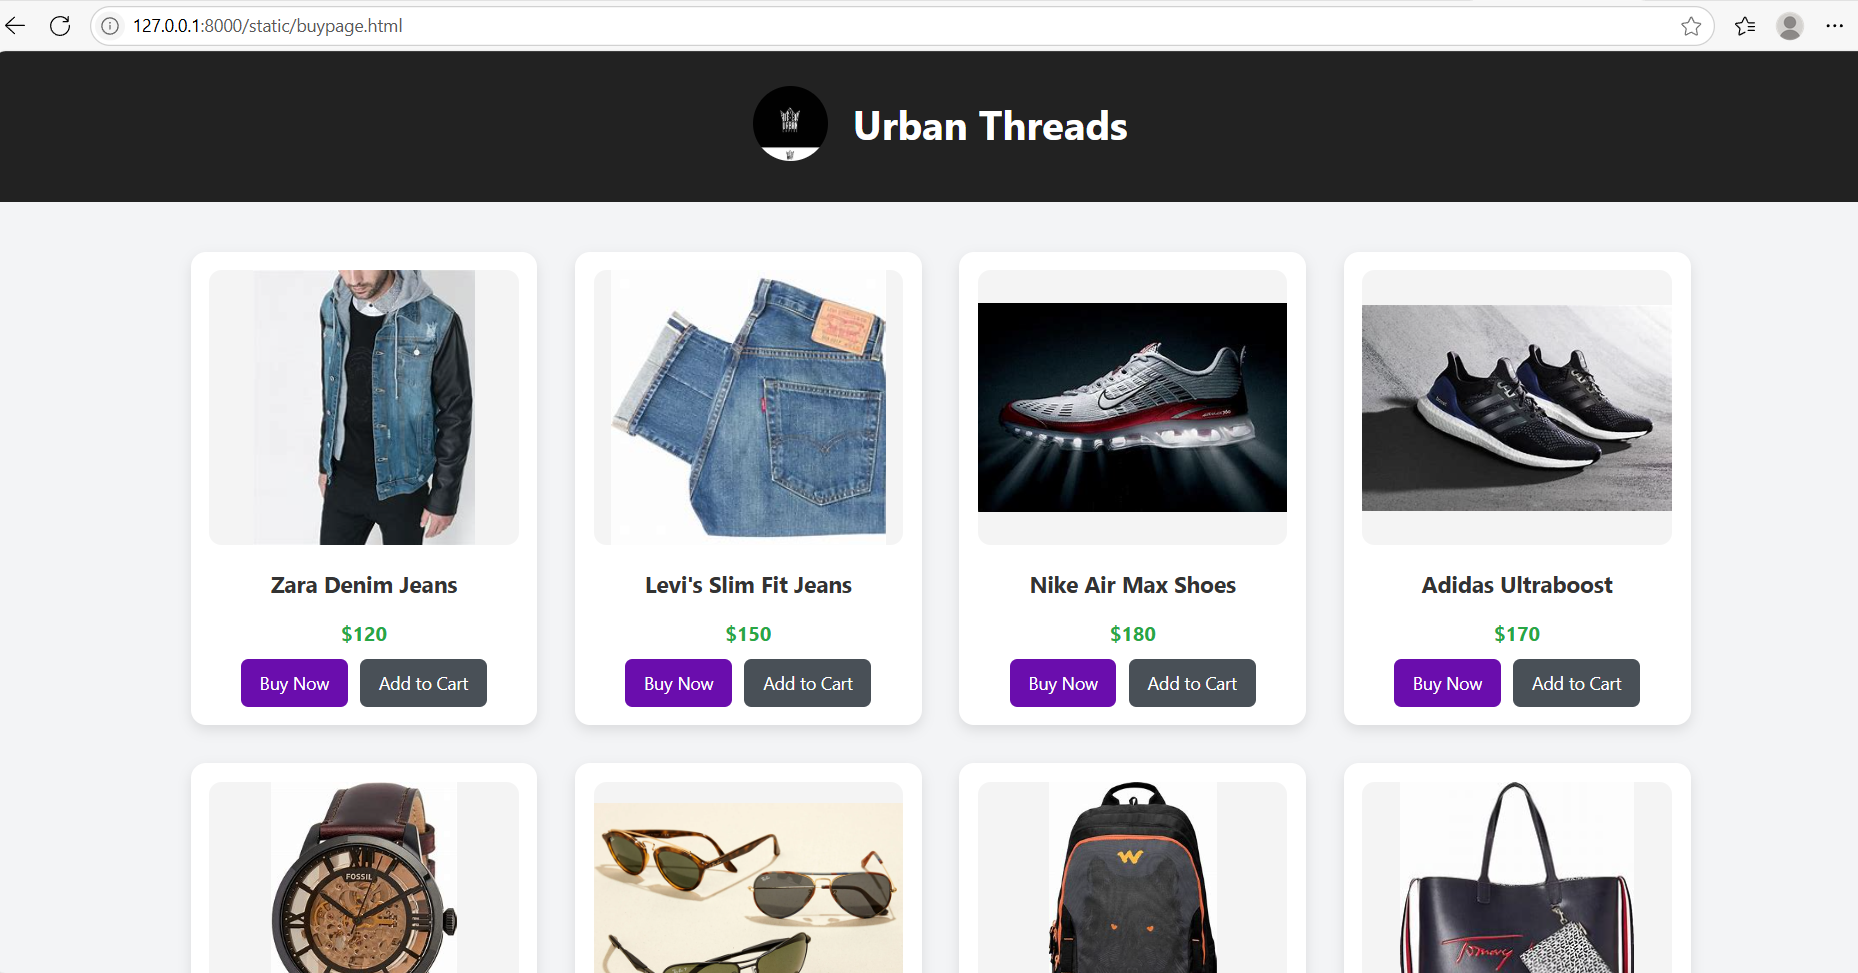 127.0.0.1:8000/static/buypage.html
URBAN
Urban Threads
Zara Denim Jeans
Levi's Slim Fit Jeans
Nike Air Max Shoes
Adidas Ultraboost
$120
$150
$180
$170
Buy Now
Add to Cart
Buy Now
Add to Cart
Buy Now
Add to Cart
Buy Now
Add to Cart
FOSSIL
Tommy